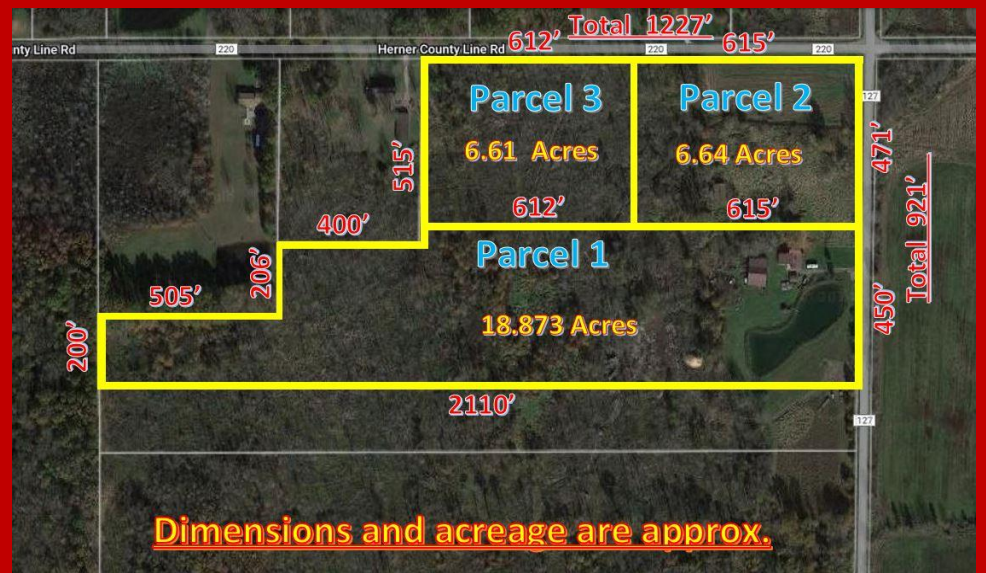 Total 1227’
nty Line Rd
220
Herner County Line Rd
612’
220
615’
220
Parcel 3
Parcel 2
127
6.61 Acres
6.64 Acres
471’
515’
612’
615’
400’
Total 921’
Parcel 1
206’
505’
18.873 Acres
450’
200’
2110’
127
Dimensions and acreage are approx.